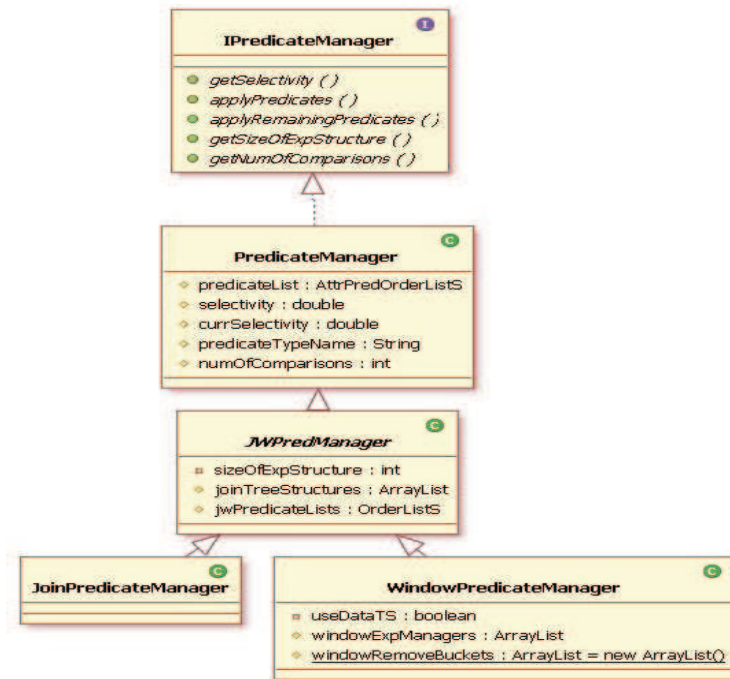 I
IPredicateManager
getSelectivity ()
applyPredicates ()
applyRemainingPredicates ()
getSizeOfExpStructure ()
getNumOfComparisons ()
C
PredicateManager
predicateList : AttrPredOrderListS
selectivity : double
currSelectivity : double
predicateTypeName : String
numOfComparisons : int
C
JWPredManager
sizeOfExpStructure : int
joinTreeStructures : ArrayList
jwPredicateLists : OrderListS
C
JoinPredicateManager
C
WindowPredicateManager
useDataTS : boolean
windowExpManagers : ArrayList
windowRemoveBuckets : ArrayList = new ArrayList()